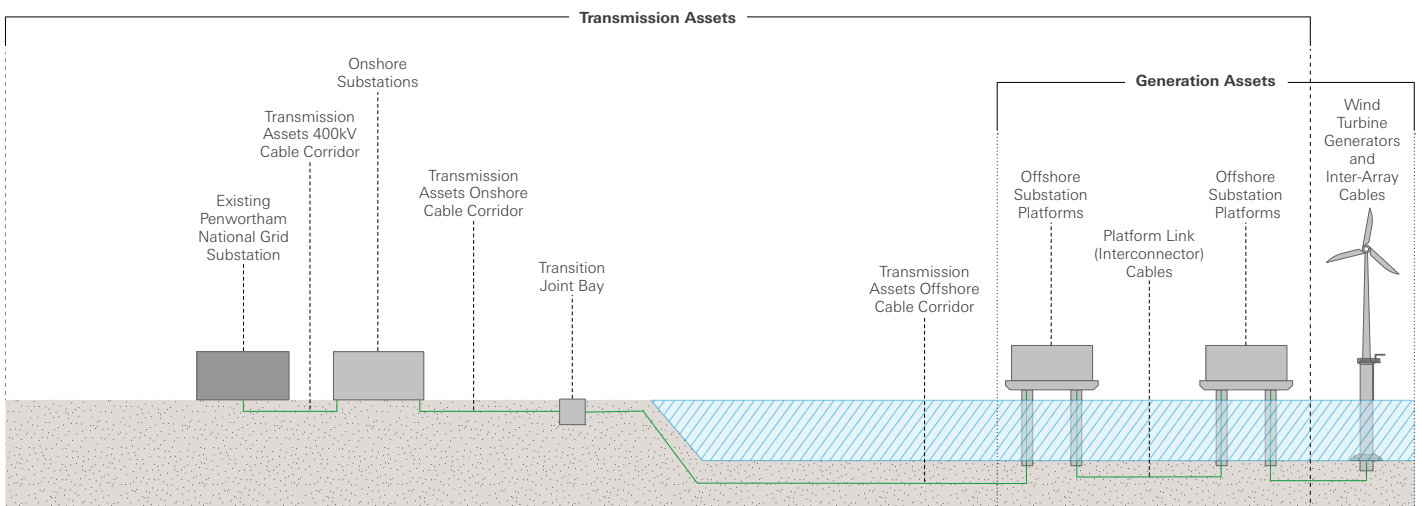 Transmission Assets
Generation Assets
Onshore
Substations
Transmission
Assets 400kV
Cable Corridor
Existing
Penwortham
National Grid
Substation
Transmission
Assets Onshore
Cable Corridor
Transition
Joint Bay
Transmission
Assets Offshore
Cable Corridor
Offshore
Substation
Platforms
Platform Link
(Interconnector)
Cables
Offshore
Substation
Platforms
Wind
Turbine
Generators
and
Inter-Array
Cables